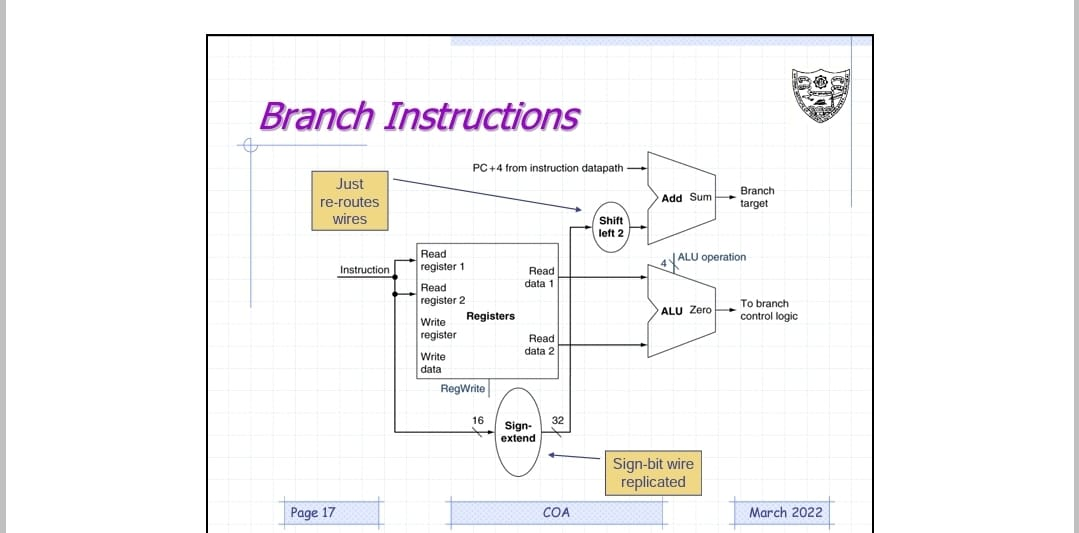 Branch Instructions
PC+4 from instruction datapath
Just
re-routes
wires
Add Sum
Branch
target
Shift
left 2
Read
register 1
Instruction
Read
data 1
4
ALU operation
Read
register 2
Registers
Write
register
ALU Zero
To branch
control logic
Read
data 2
Write
data
RegWrite
16
Sign-
extend
32
Sign-bit wire
replicated
Page 17
COA
March 2022